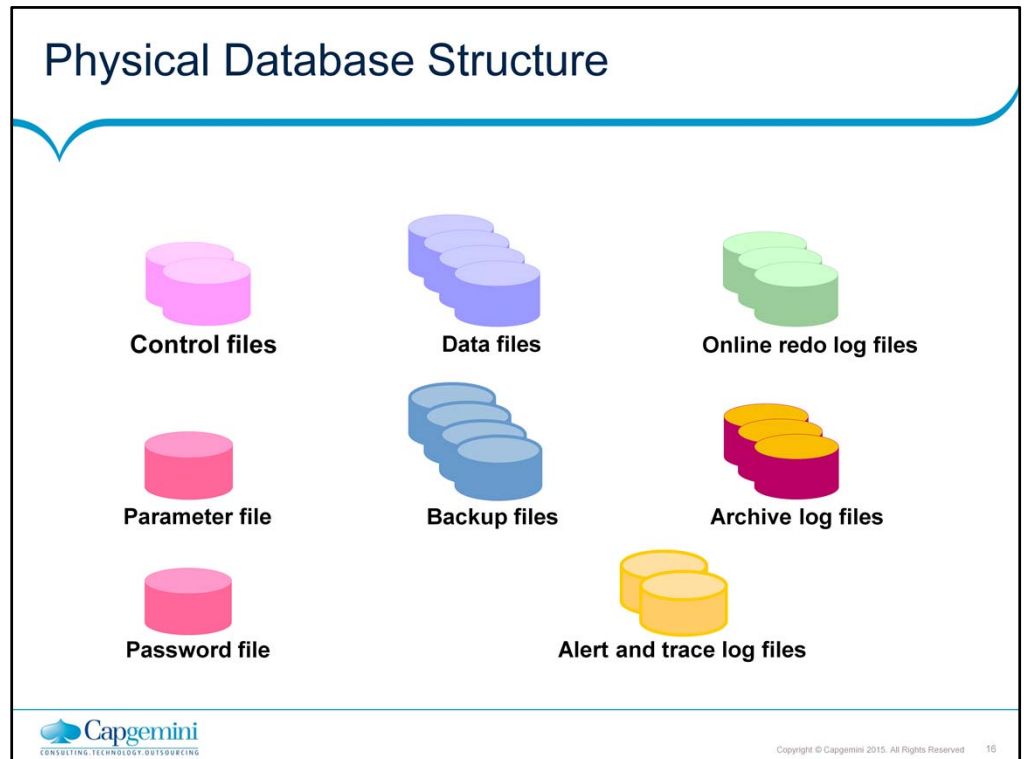 Physical Database Structure
Control files
Data files
Online redo log files
Parameter file
Backup files
Archive log files
Password file
Alert and trace log files
Capgemini
CONSULTING.TECHNOLOGY.OUTSOURCING
Copyright © Capgemini 2015. All Rights Reserved 16